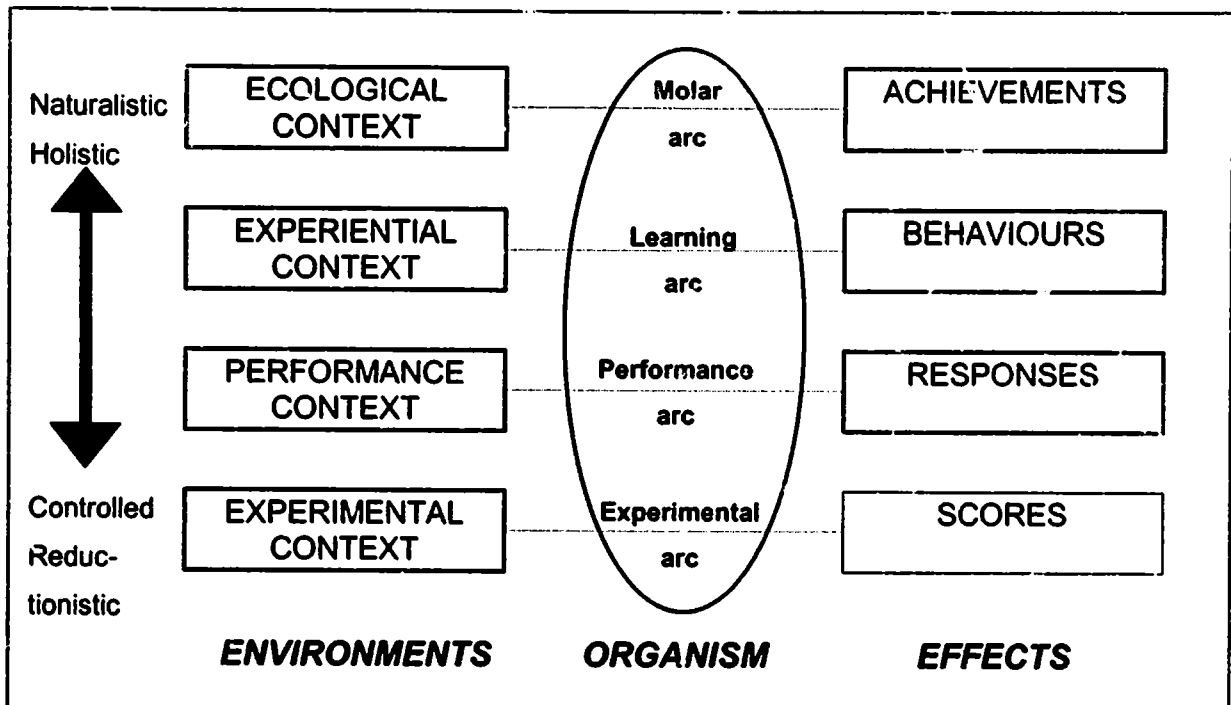 Naturalistic
Holistic
ECOLOGICAL
CONTEXT
Molar
arc
ACHIEVEMENTS
EXPERIENTIAL
CONTEXT
Learning
arc
BEHAVIOURS
PERFORMANCE
CONTEXT
Performance
arc
RESPONSES
Controlled
Reduc-
tionistic
EXPERIMENTAL
CONTEXT
Experimental
arc
SCORES
ENVIRONMENTS
ORGANISM
EFFECTS